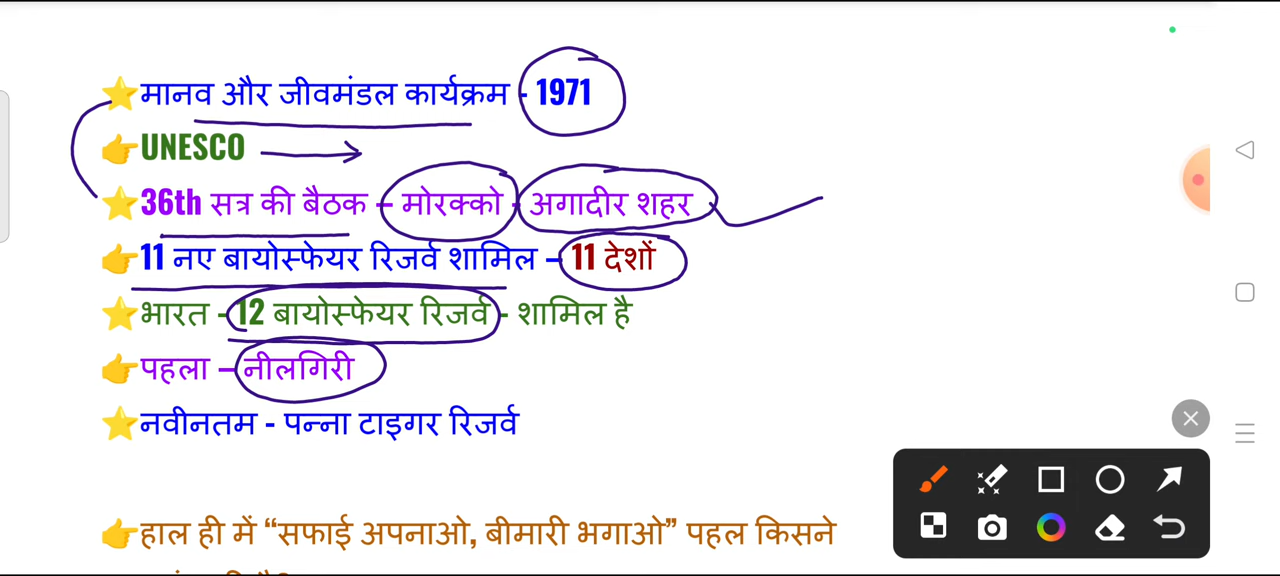 ⭐मानव और जीवमंडल कार्यक्रम - 1971
👉UNESCO
⭐36th सत्र की बैठक – मोरक्को - अगादीर शहर
👉11 नए बायोस्फेयर रिजर्व शामिल – 11 देशों
⭐भारत - 12 बायोस्फेयर रिजर्व - शामिल है
👉पहला – नीलगिरी
⭐नवीनतम - पन्ना टाइगर रिजर्व
👉हाल ही में “सफाई अपनाओ, बीमारी भगाओ” पहल किसने